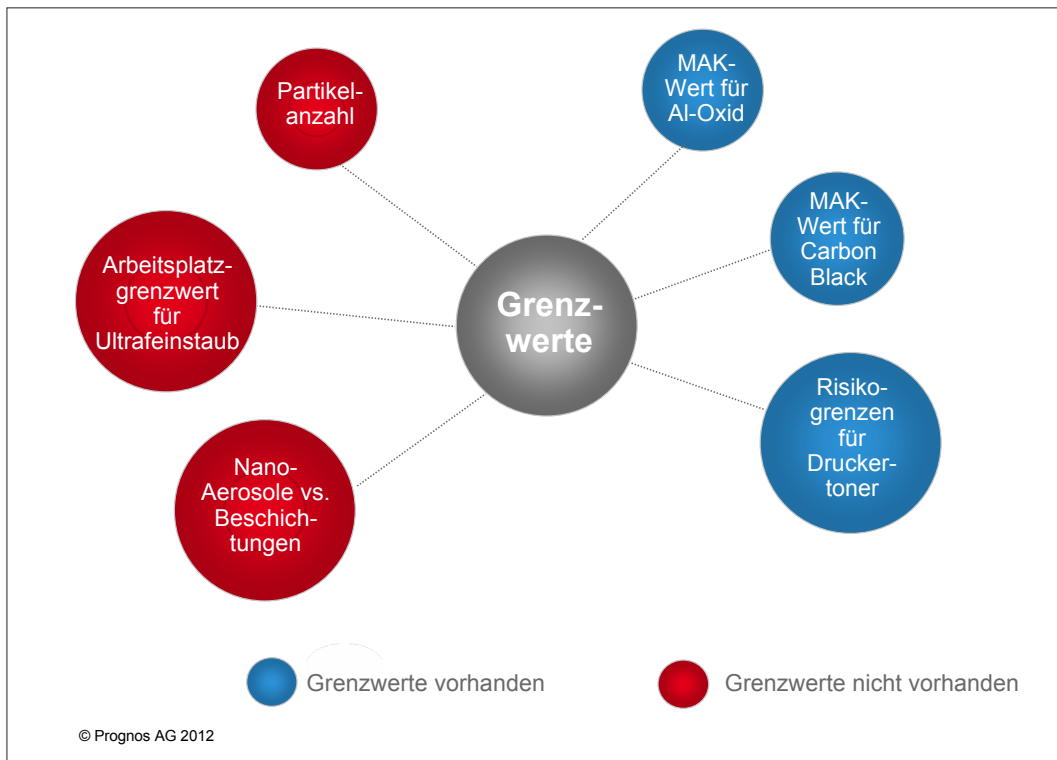 Partikel-
anzahl
MAK-
Wert für
Al-Oxid
MAK-
Wert für
Carbon
Black
Arbeitsplatz-
grenzwert
für
Ultrafeinstaub
Grenz-
werte
Risiko-
grenzen
für
Drucker-
toner
Nano-
Aerosole vs.
Beschich-
tungen
Grenzwerte vorhanden
Grenzwerte nicht vorhanden
© Prognos AG 2012